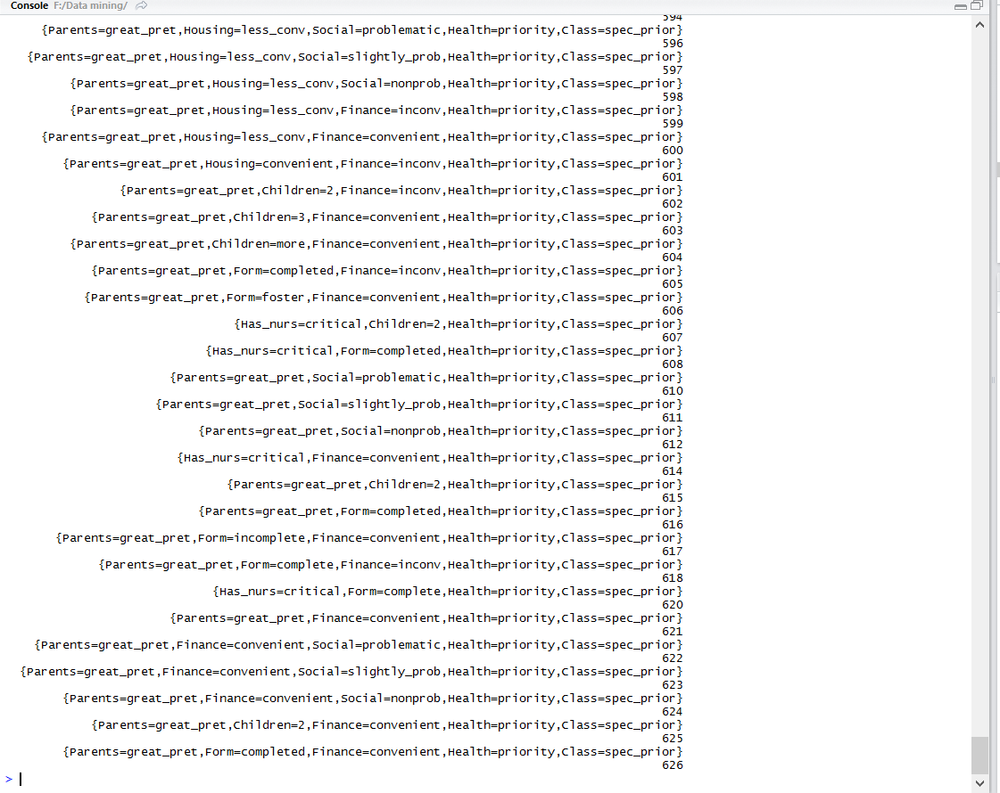 Console F:/Data mining/
594
{Parents=great_pret,Housing=less_conv,Social=problematic,Health=priority,Class=spec_prior}
596
{Parents=great_pret,Housing=less_conv,Social=slightly_prob,Health=priority,Class=spec_prior}
597
{Parents=great_pret,Housing=less_conv,Social=nonprob,Health=priority,Class=spec_prior}
598
{Parents=great_pret,Housing=less_conv,Finance=inconv,Health=priority,Class=spec_prior}
599
{Parents=great_pret,Housing=less_conv,Finance=convenient,Health=priority,Class=spec_prior}
600
{Parents=great_pret,Housing=convenient,Finance=inconv,Health=priority,Class=spec_prior}
601
{Parents=great_pret,Children=2,Finance=inconv,Health=priority,Class=spec_prior}
602
{Parents=great_pret,Children=3,Finance=convenient,Health=priority,Class=spec_prior}
603
{Parents=great_pret,Children=more,Finance=convenient,Health=priority,Class=spec_prior}
604
{Parents=great_pret,Form=completed,Finance=inconv,Health=priority,Class=spec_prior}
605
{Parents=great_pret,Form=foster,Finance=convenient,Health=priority,Class=spec_prior}
606
{Has_nurs=critical,Children=2,Health=priority,Class=spec_prior}
607
{Has_nurs=critical,Form=completed,Health=priority,Class=spec_prior}
608
{Parents=great_pret,Social=problematic,Health=priority,Class=spec_prior}
610
{Parents=great_pret,Social=slightly_prob,Health=priority,Class=spec_prior}
611
{Parents=great_pret,Social=nonprob,Health=priority,Class=spec_prior}
612
{Has_nurs=critical,Finance=convenient,Health=priority,Class=spec_prior}
614
{Parents=great_pret,Children=2,Health=priority,Class=spec_prior}
615
{Parents=great_pret,Form=completed,Health=priority,Class=spec_prior}
616
{Parents=great_pret,Form=incomplete,Finance=convenient,Health=priority,Class=spec_prior}
617
{Parents=great_pret,Form=complete,Finance=inconv,Health=priority,Class=spec_prior}
618
{Has_nurs=critical,Form=complete,Health=priority,Class=spec_prior}
620
{Parents=great_pret,Finance=convenient,Health=priority,Class=spec_prior}
621
{Parents=great_pret,Finance=convenient,Social=problematic,Health=priority,Class=spec_prior}
622
{Parents=great_pret,Finance=convenient,Social=slightly_prob,Health=priority,Class=spec_prior}
623
{Parents=great_pret,Finance=convenient,Social=nonprob,Health=priority,Class=spec_prior}
624
{Parents=great_pret,Children=2,Finance=convenient,Health=priority,Class=spec_prior}
625
{Parents=great_pret,Form=completed,Finance=convenient,Health=priority,Class=spec_prior}
626
>